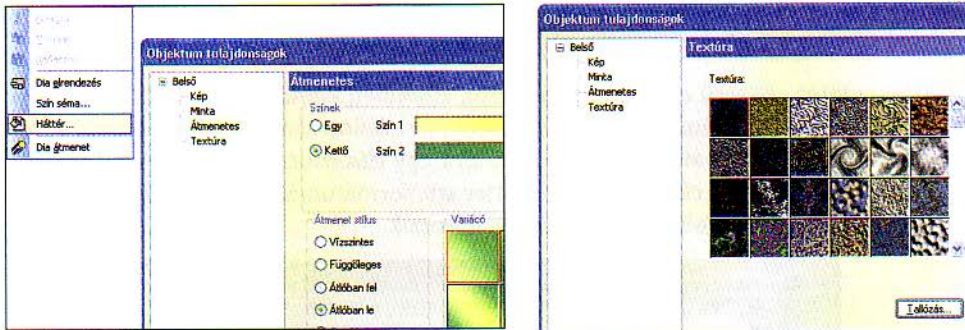 Dia elrendezés
Szín séma...
Háttér...
Dia átmenet
Objektum tulajdonságok
Belső
Kép
Minta
Átmenetes
Textúra
Átmenetes
Színek
Egy
Szín 1
Kettő
Szín 2
Átmenet stílus
Variácó
Vízszintes
Függőleges
Átlóban fel
Átlóban le
Objektum tulajdonságok
Belső
Kép
Minta
Átmenetes
Textúra
Textúra
Textúra:
Tallózás...